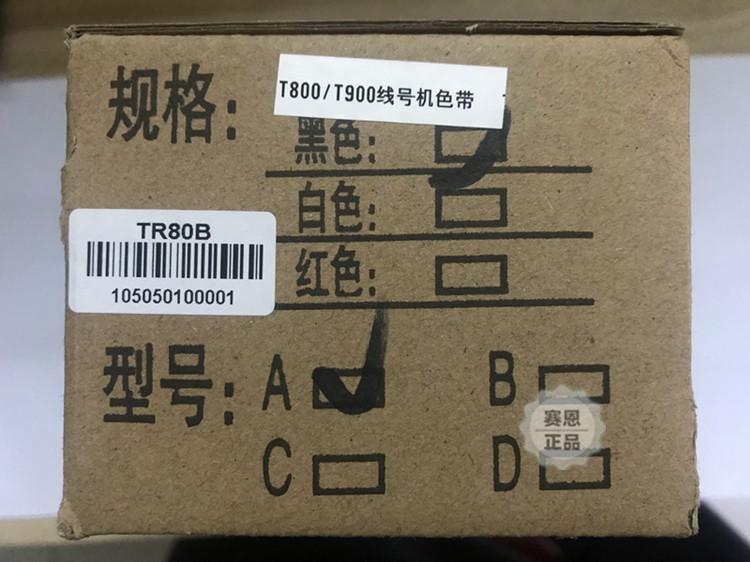 T800/T900线号机色带
规格:
黑色:
白色:
TR80B
红色:
105050100001
型号: A B
赛恩
正品
C D